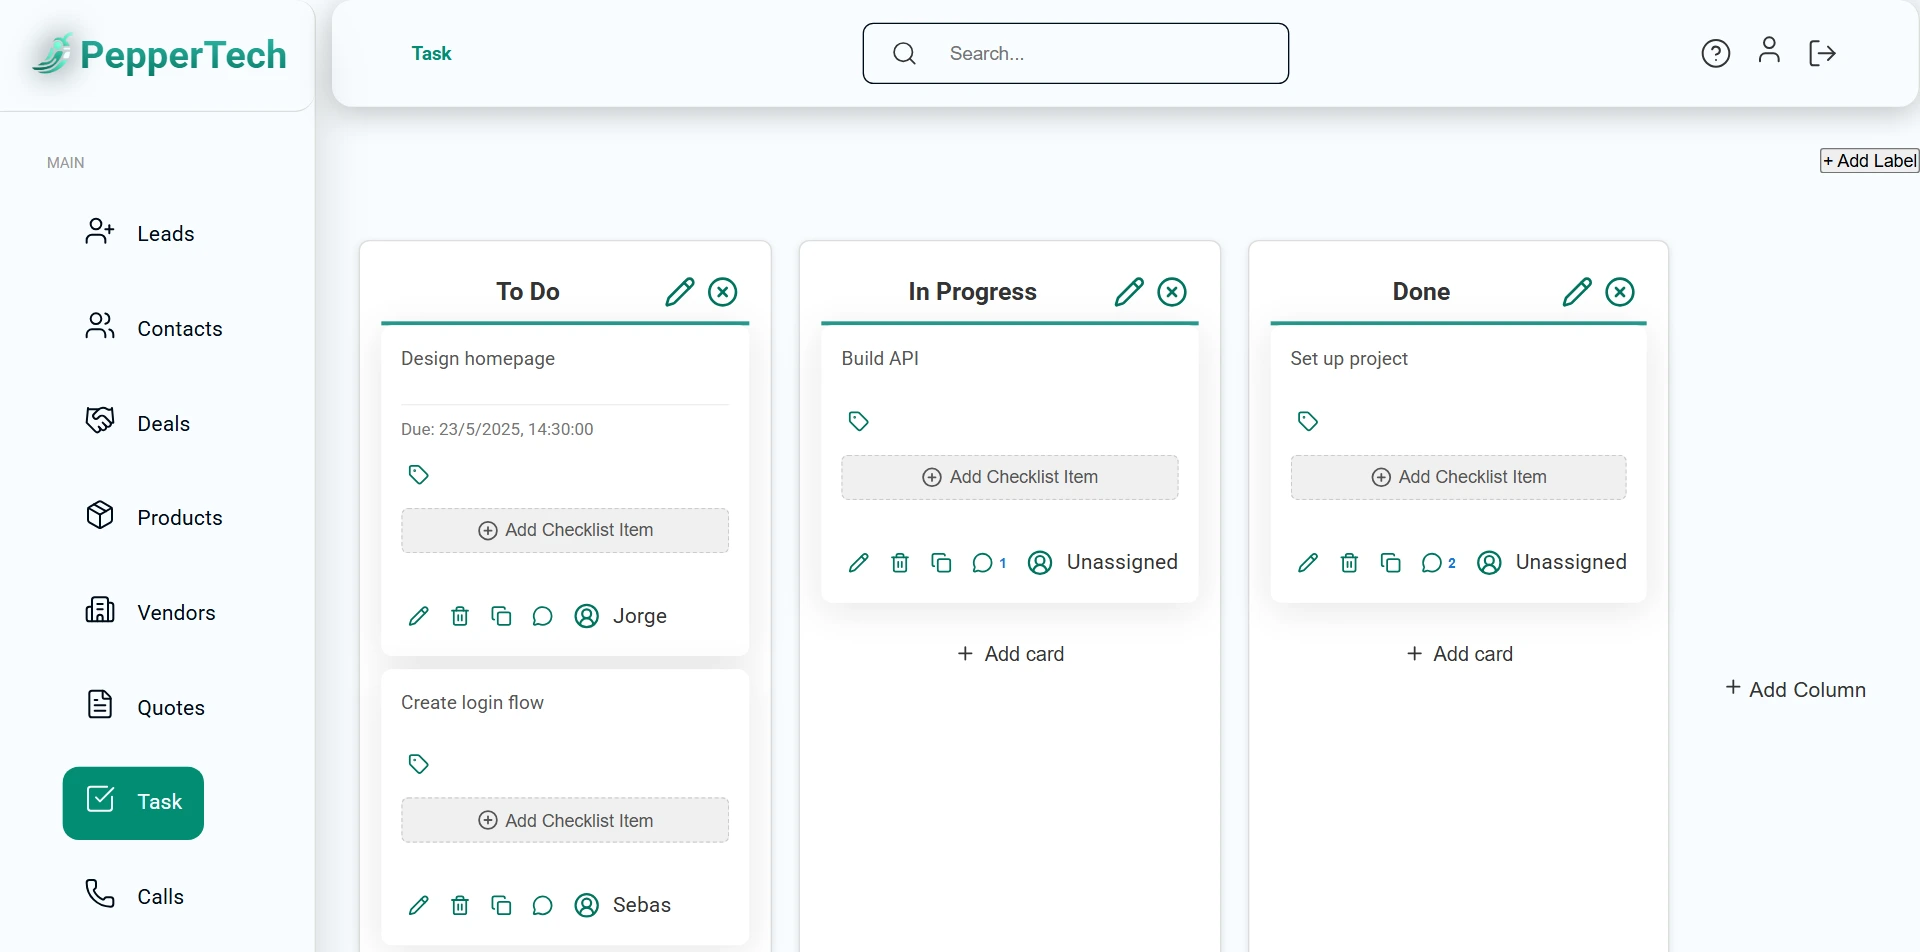 PepperTech
Task
Search...
MAIN
+ Add Label
Leads
Contacts
Deals
Products
Vendors
Quotes
Task
Calls
To Do
Design homepage
Due: 23/5/2025, 14:30:00
Add Checklist Item
Jorge
Create login flow
Add Checklist Item
Sebas
In Progress
Build API
Add Checklist Item
1
Unassigned
+ Add card
Done
Set up project
Add Checklist Item
2
Unassigned
+ Add card
+ Add Column